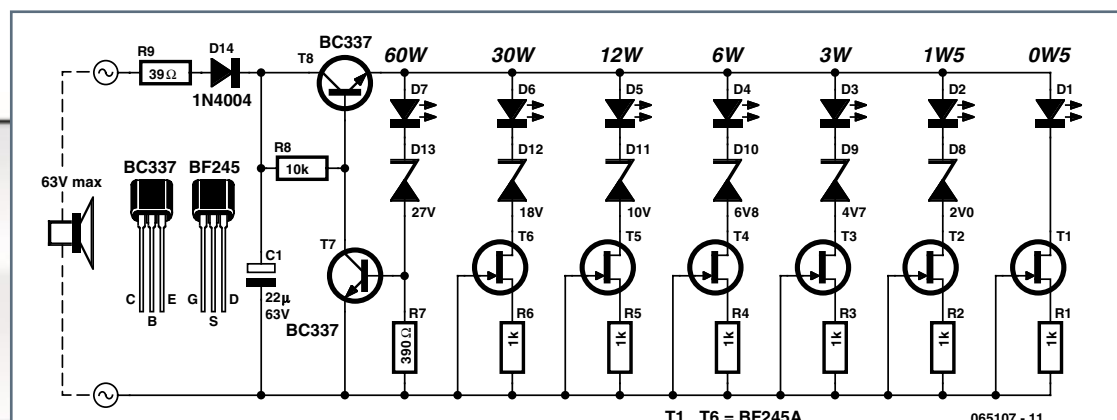 60W 30W 12W 6W 3W 1W5 0W5
BC337
T8
R9
39Ω
D14
1N4004
D7 D6 D5 D4 D3 D2 D1
D13 D12 D11 D10 D9 D8
27V 18V 10V 6V8 4V7 2V0
R8
10k
63V max
BC337 BF245
C B E G S D
C1
22μ
63V
T7
BC337
T6 T5 T4 T3 T2 T1
R7 R6 R5 R4 R3 R2 R1
390Ω 1k 1k 1k 1k 1k 1k
T1...T6 = BF245A
065107 - 11